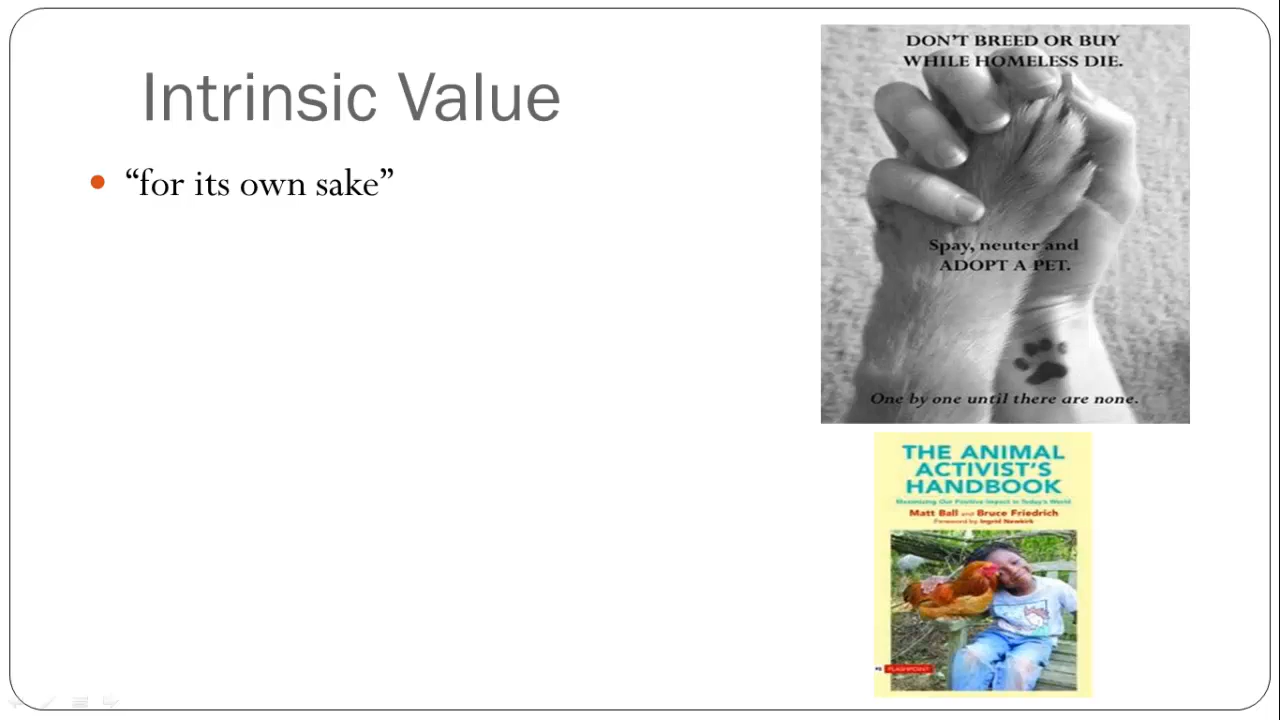 Intrinsic Value
“for its own sake”
DON'T BREED OR BUY
WHILE HOMELESS DIE.
Spay, neuter and
ADOPT A PET.
One by one until there are none.
THE ANIMAL
ACTIVIST'S
HANDBOOK
Maximizing Our Positive Impact in Today's World
Matt Ball and Bruce Friedrich
Foreword by Ingrid Newkirk
FLASHPOINT